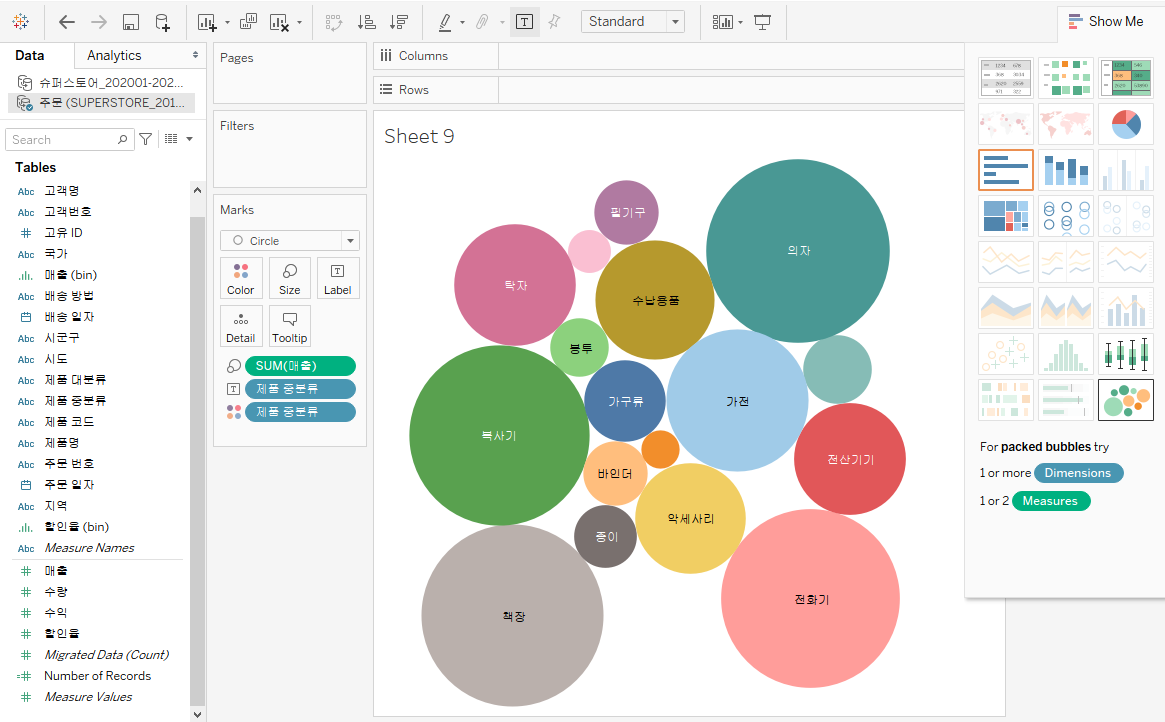 Standard
Show Me
Data
Analytics
슈퍼스토어_202001-202...
주문 (SUPERSTORE_201...
Search
Tables
Abc 고객명
Abc 고객번호
# 고유 ID
Abc 국가
매출 (bin)
Abc 배송 방법
배송 일자
Abc 시군구
Abc 시도
Abc 제품 대분류
Abc 제품 중분류
Abc 제품 코드
Abc 제품명
Abc 주문 번호
주문 일자
Abc 지역
할인율 (bin)
Abc Measure Names
# 매출
# 수량
# 수익
# 할인율
# Migrated Data (Count)
=# Number of Records
# Measure Values
Pages
Filters
Marks
Circle
Color
Size
Label
Detail
Tooltip
SUM(매출)
제품 중분류
제품 중분류
Columns
Rows
Sheet 9
필기구
의자
탁자
수납용품
봉투
가구류
가전
복사기
바인더
전산기기
악세사리
종이
책장
전화기
For packed bubbles try
1 or more Dimensions
1 or 2 Measures